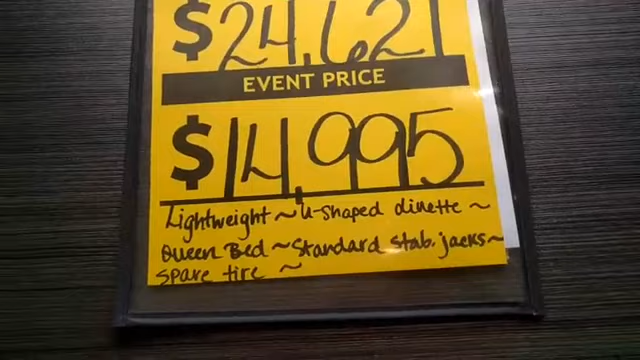 $24,621
EVENT PRICE
$14,995
Lightweight ~ U-Shaped dinette ~
Queen Bed ~ Standard stab. jacks ~
Spare tire ~